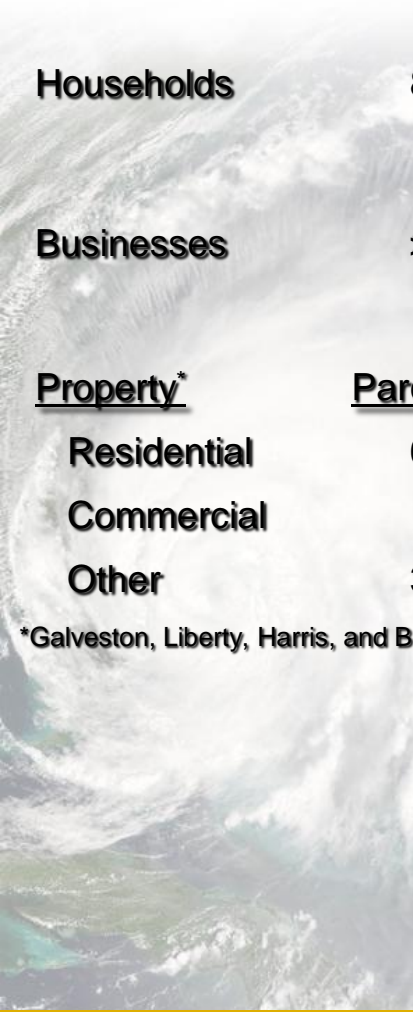 Households
Businesses
Property*
Residential
Commercial
Other
*Galveston, Liberty, Harris, and